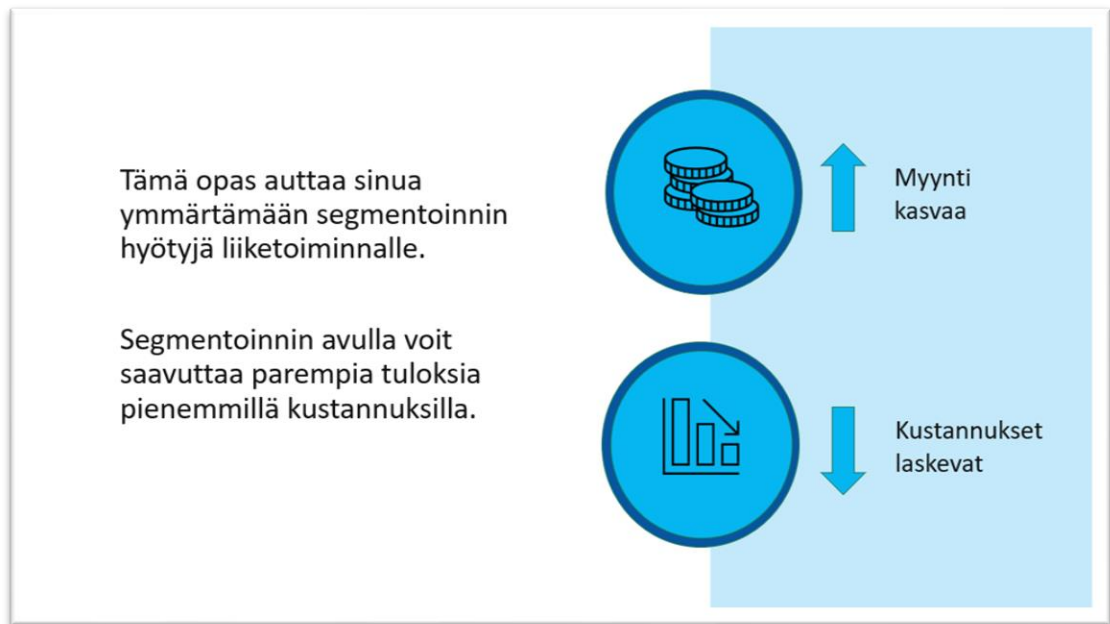 Tämä opas auttaa sinua
ymmärtämään segmentoinnin
hyötyjä liiketoiminnalle.
Segmentoinnin avulla voit
saavuttaa parempia tuloksia
pienemmillä kustannuksilla.
Myynti
kasvaa
Kustannukset
laskevat